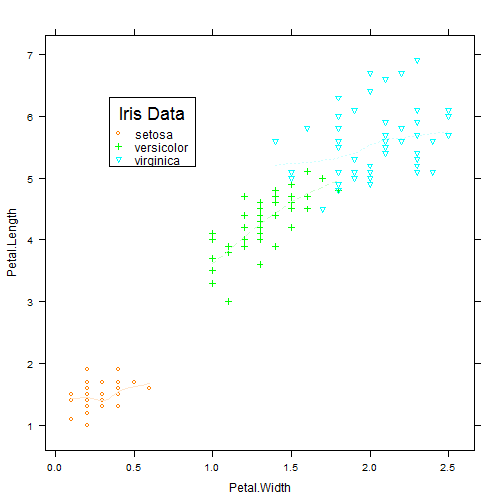 7
6
5
4
3
2
1
Petal.Length
Iris Data
setosa
versicolor
virginica
0.0 0.5 1.0 1.5 2.0 2.5
Petal.Width